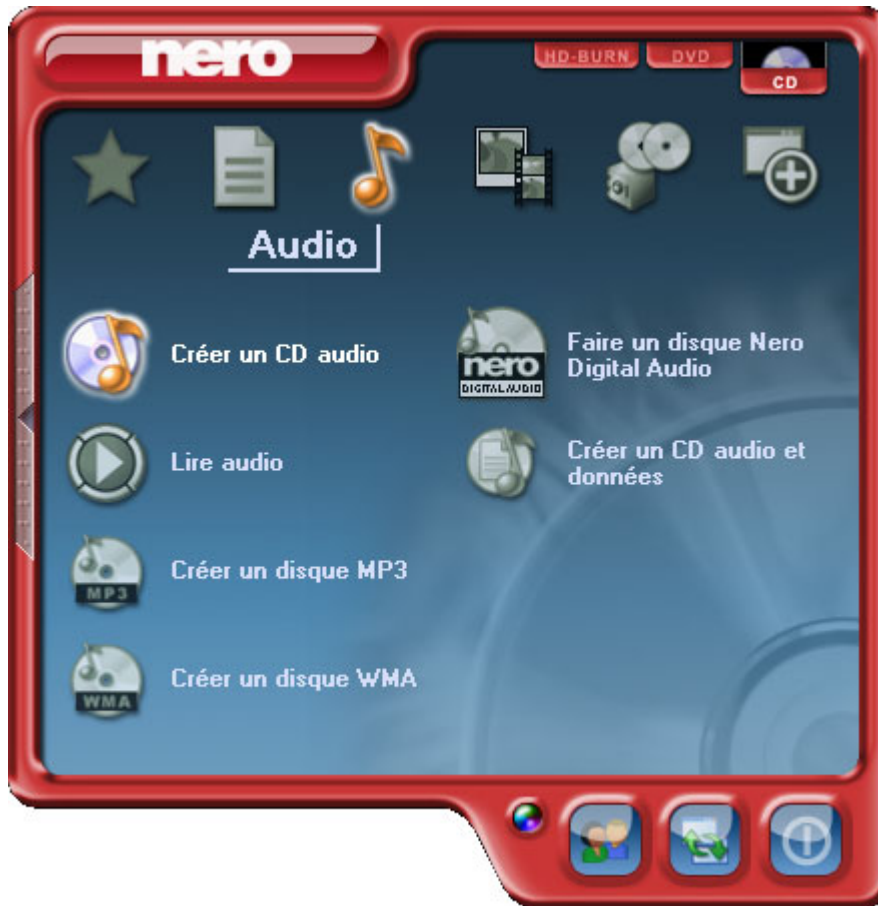 nero
HD-BURN
DVD
CD
Audio
Créer un CD audio
nero
DIGITAL AUDIO
Faire un disque Nero
Digital Audio
Lire audio
Créer un CD audio et
données
MP3
Créer un disque MP3
WMA
Créer un disque WMA